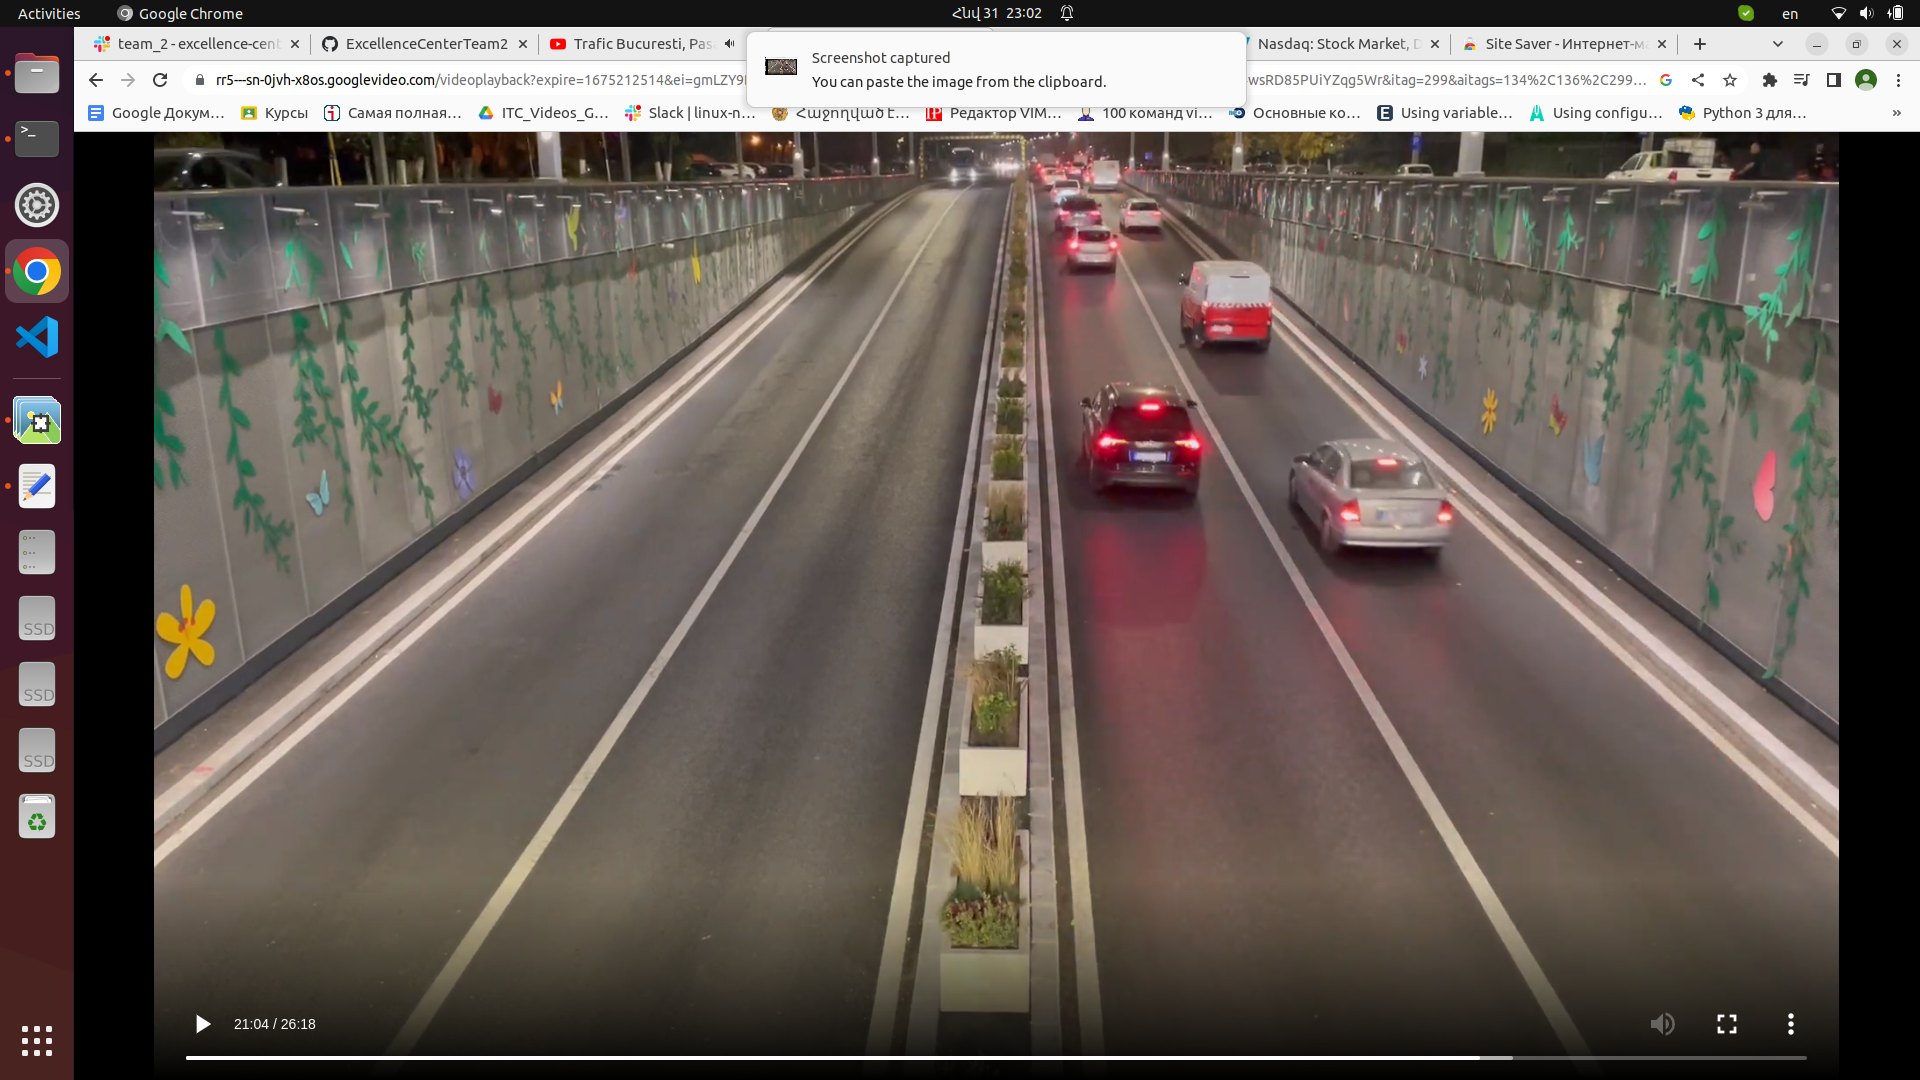 Activities
Google Chrome
Հնվ 31 23:02
en
team_2 - excellence-cent
ExcellenceCenterTeam2
Trafic Bucuresti, Pasa
Nasdaq: Stock Market, D
Site Saver - Интернет-ма
Screenshot captured
You can paste the image from the clipboard.
rr5---sn-0jvh-x8os.googlevideo.com/videoplayback?expire=1675212514&ei=gmLZY9
wsRD85PUiYZqg5Wr&itag=299&aitags=134%2C136%2C299...
Google Докум...
Курсы
Самая полная...
ITC_Videos_G...
Slack | linux-n...
Հաջողված է...
Редактор VIM...
100 команд vi...
Основные ко...
Using variable...
Using configu...
Python 3 для...
»
SSD
SSD
SSD
21:04 / 26:18